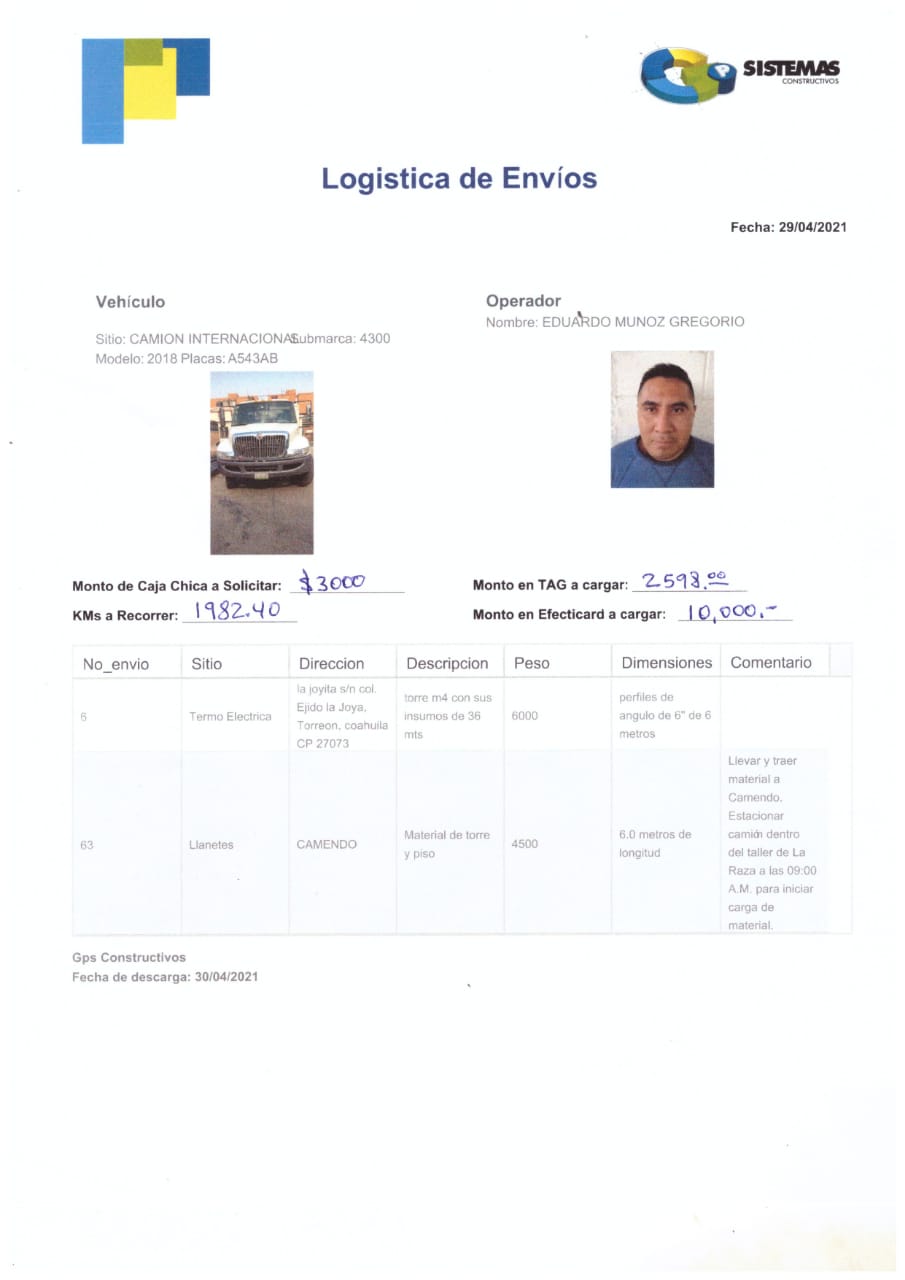 GP SISTEMAS
CONSTRUCTIVOS
Logistica de Envíos
Fecha: 29/04/2021
Vehículo
Sitio: CAMION INTERNACIONAL Submarca: 4300
Modelo: 2018 Placas: A543AB
Operador
Nombre: EDUARDO MUNOZ GREGORIO
Monto de Caja Chica a Solicitar: $3000
Monto en TAG a cargar: 2598.00
KMs a Recorrer: 1982.40
Monto en Efecticard a cargar: 10,000.-
No_envio Sitio Direccion Descripcion Peso Dimensiones Comentario
6
Termo Electrica
la joyita s/n col.
Ejido la Joya,
Torreon, coahuila
CP 27073
torre m4 con sus
insumos de 36
mts
6000
perfiles de
angulo de 6" de 6
metros
63
Llanetes
CAMENDO
Material de torre
y piso
4500
6.0 metros de
longitud
Llevar y traer
material a
Camendo.
Estacionar
camión dentro
del taller de La
Raza a las 09:00
A.M. para iniciar
carga de
material.
Gps Constructivos
Fecha de descarga: 30/04/2021